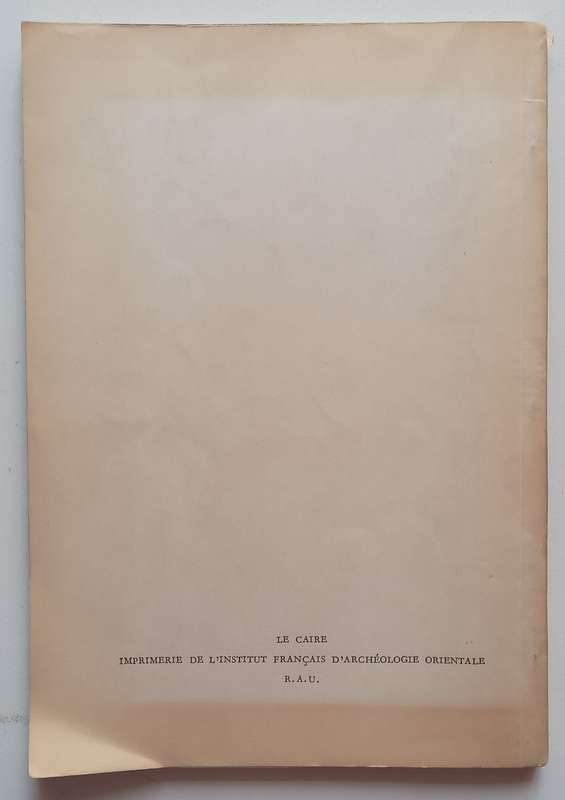 LE CAIRE
IMPRIMERIE DE L'INSTITUT FRANÇAIS D'ARCHÉOLOGIE ORIENTALE
R.A.U.